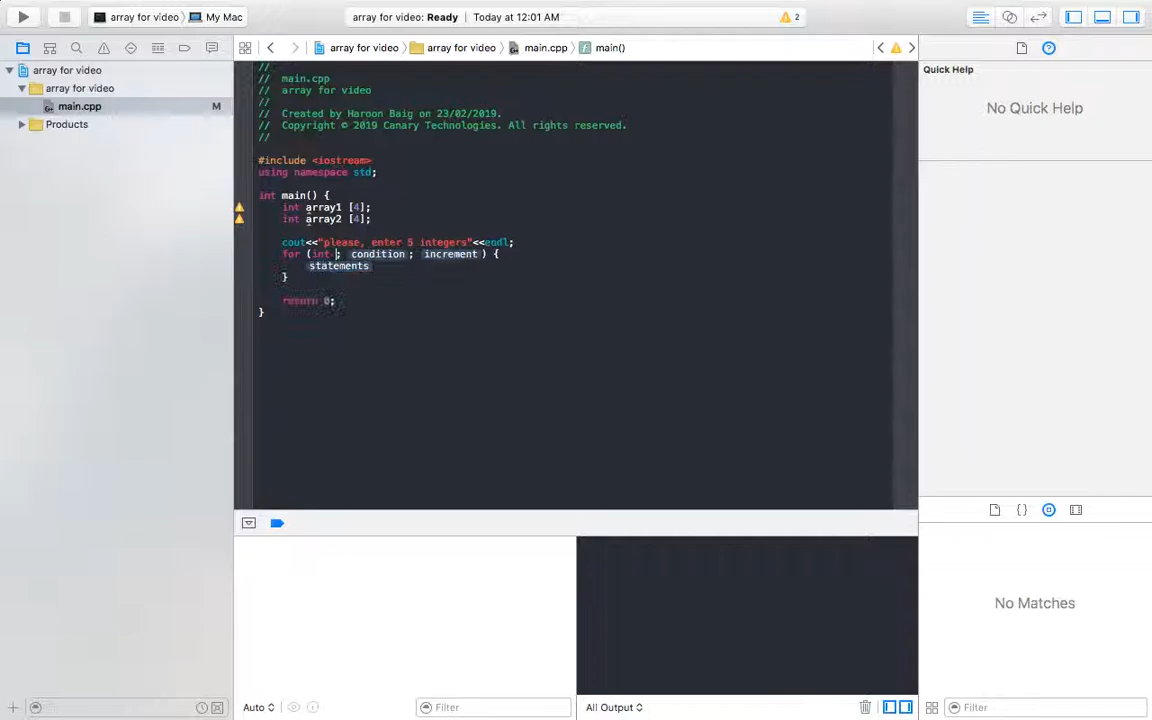 array for video
My Mac
array for video: Ready
Today at 12:01 AM
2
array for video
array for video
main.cpp
main()
Quick Help
No Quick Help
array for video
array for video
main.cpp
M
Products
//
// main.cpp
// array for video
//
// Created by Haroon Baig on 23/02/2019.
// Copyright © 2019 Canary Technologies. All rights reserved.
//
#include <iostream>
using namespace std;
int main() {
int array1 [4];
int array2 [4];
cout<<"please, enter 5 integers"<<endl;
for (int ; condition ; increment ) {
statements
}
return 0;
}
{}
No Matches
Auto
Filter
All Output
Filter